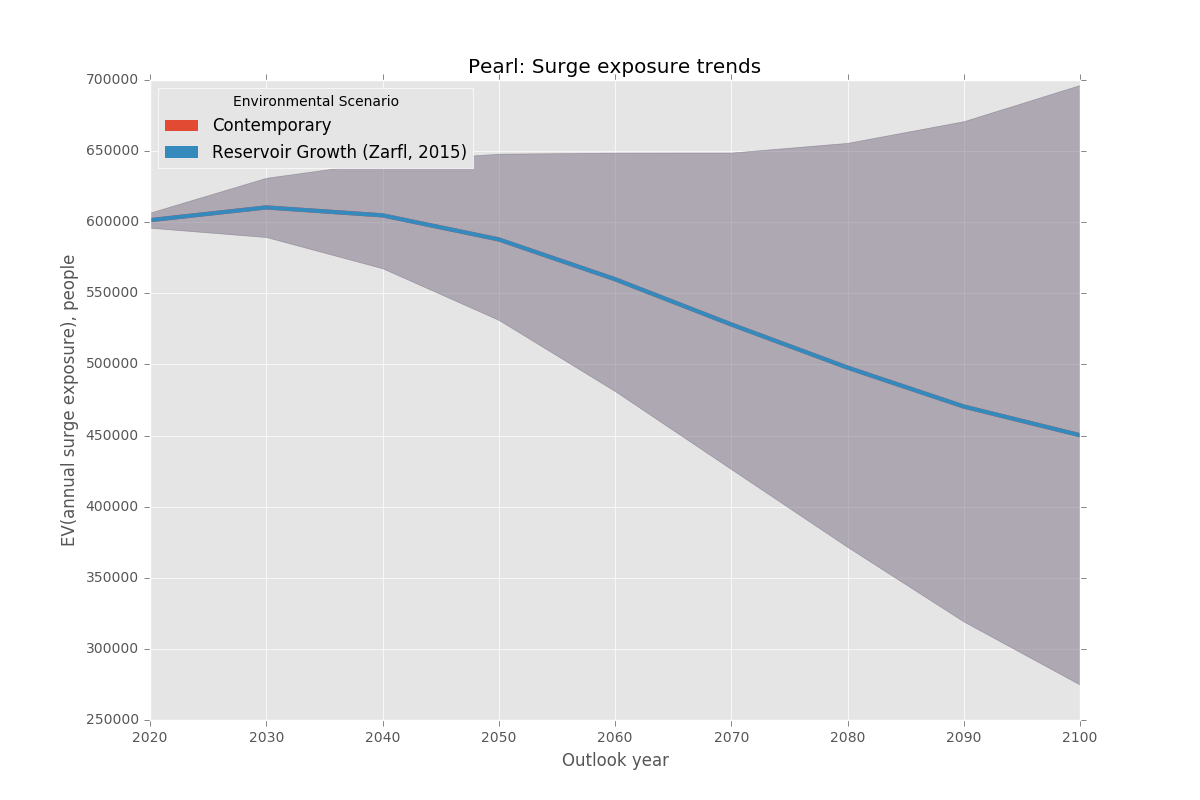 Pearl: Surge exposure trends
700000
650000
600000
550000
500000
450000
400000
350000
300000
250000
EV(annual surge exposure), people
Environmental Scenario
Contemporary
Reservoir Growth (Zarfl, 2015)
2020 2030 2040 2050 2060 2070 2080 2090 2100
Outlook year